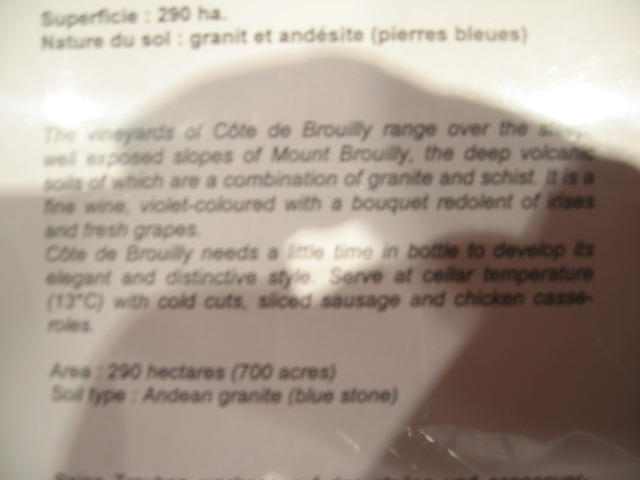 Superficie : 290 ha.
Nature du sol : granit et andésite (pierres bleues)
The vineyards of Côte de Brouilly range over the steep,
well exposed slopes of Mount Brouilly, the deep volcanic
soils of which are a combination of granite and schist. It is a
fine wine, violet-coloured with a bouquet redolent of irises
and fresh grapes.
Côte de Brouilly needs a little time in bottle to develop its
elegant and distinctive style. Serve at cellar temperature
(13°C) with cold cuts, sliced sausage and chicken casse-
roles.
Area : 290 hectares (700 acres)
Soil type : Andean granite (blue stone)